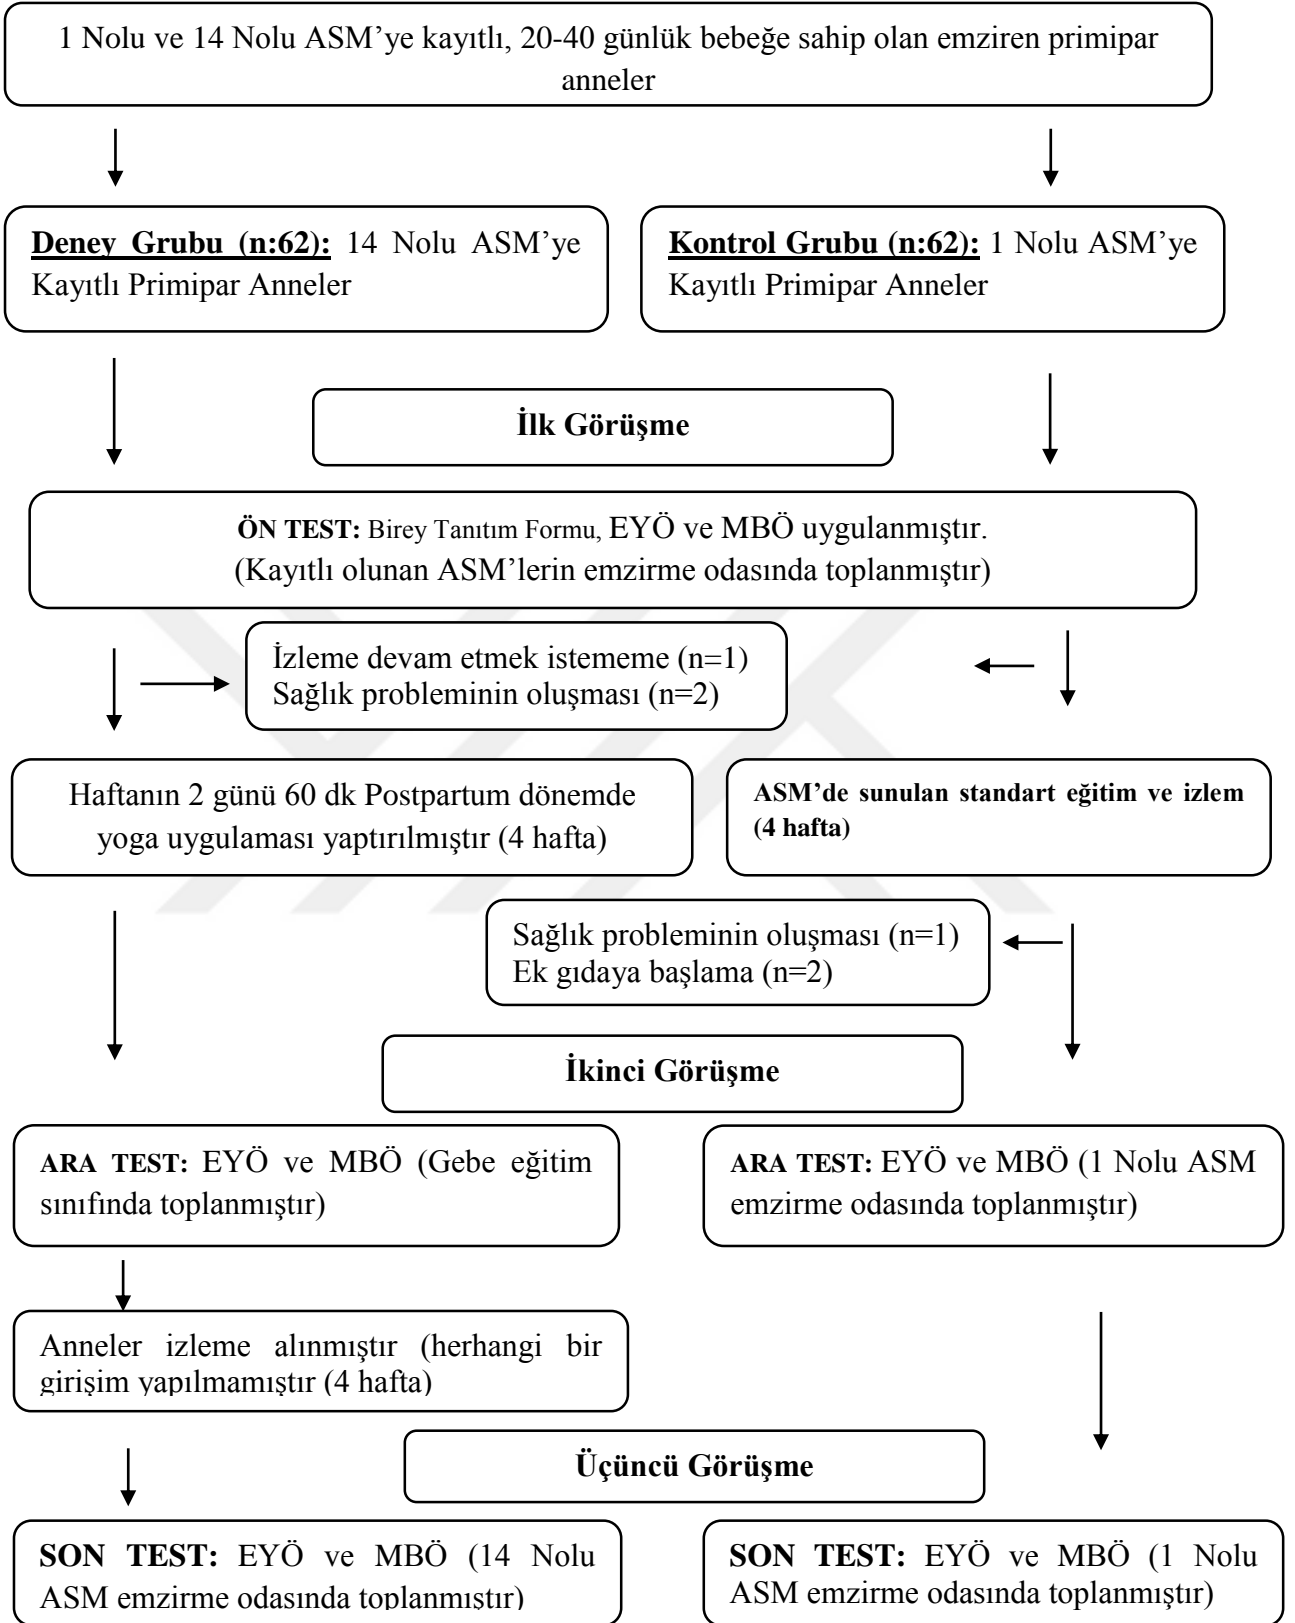 1 Nolu ve 14 Nolu ASM’ye kayıtlı, 20-40 günlük bebeğe sahip olan emziren primipar
anneler
Deney Grubu (n:62): 14 Nolu ASM’ye
Kayıtlı Primipar Anneler
Kontrol Grubu (n:62): 1 Nolu ASM’ye
Kayıtlı Primipar Anneler
İlk Görüşme
ÖN TEST: Birey Tanıtım Formu, EYÖ ve MBÖ uygulanmıştır.
(Kayıtlı olunan ASM’lerin emzirme odasında toplanmıştır)
İzleme devam etmek istememe (n=1)
Sağlık probleminin oluşması (n=2)
Haftanın 2 günü 60 dk Postpartum dönemde
yoga uygulaması yaptırılmıştır (4 hafta)
ASM’de sunulan standart eğitim ve izlem
(4 hafta)
Sağlık probleminin oluşması (n=1)
Ek gıdaya başlama (n=2)
İkinci Görüşme
ARA TEST: EYÖ ve MBÖ (Gebe eğitim
sınıfında toplanmıştır)
ARA TEST: EYÖ ve MBÖ (1 Nolu ASM
emzirme odasında toplanmıştır)
Anneler izleme alınmıştır (herhangi bir
girişim yapılmamıştır (4 hafta)
Üçüncü Görüşme
SON TEST: EYÖ ve MBÖ (14 Nolu
ASM emzirme odasında toplanmıştır)
SON TEST: EYÖ ve MBÖ (1 Nolu
ASM emzirme odasında toplanmıştır)